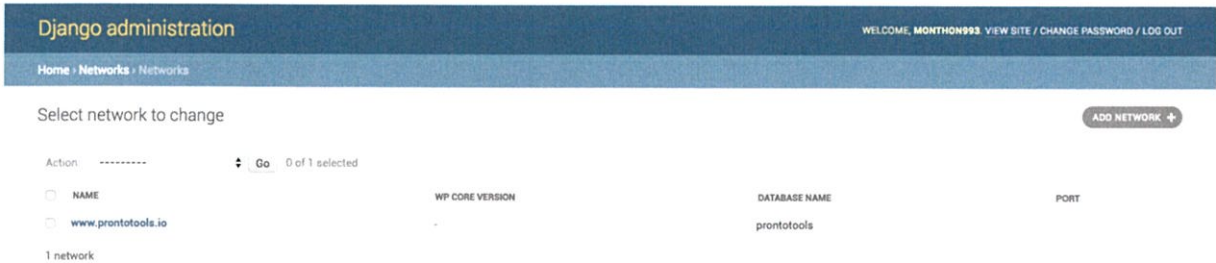 Django administration
WELCOME, MONTHON993. VIEW SITE / CHANGE PASSWORD / LOG OUT
Home › Networks › Networks
Select network to change
ADD NETWORK +
Action: --------- Go 0 of 1 selected
NAME WP CORE VERSION DATABASE NAME PORT
www.prontotools.io - prontotools
1 network